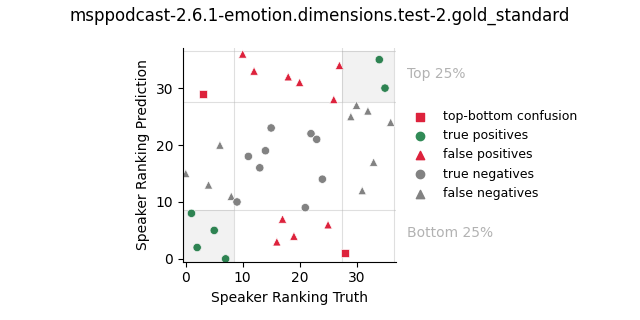 msppodcast-2.6.1-emotion.dimensions.test-2.gold_standard
Speaker Ranking Prediction
30
20
10
0
0 10 20 30
Speaker Ranking Truth
Top 25%
top-bottom confusion
true positives
false positives
true negatives
false negatives
Bottom 25%